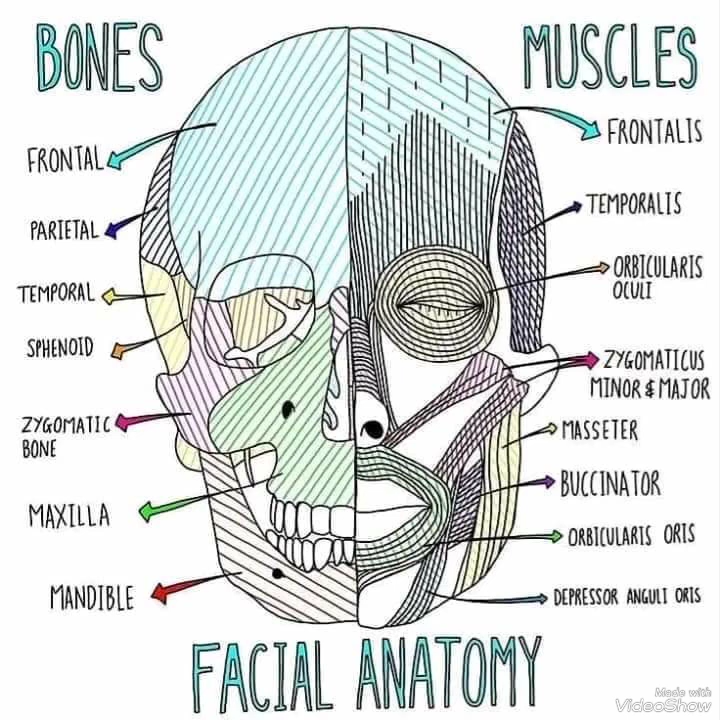 BONES
MUSCLES
FRONTAL
PARIETAL
TEMPORAL
SPHENOID
ZYGOMATIC
BONE
MAXILLA
MANDIBLE
FRONTALIS
TEMPORALIS
ORBICULARIS
OCULI
ZYGOMATICUS
MINOR & MAJOR
MASSETER
BUCCINATOR
ORBICULARIS ORIS
DEPRESSOR ANGULI ORIS
FACIAL ANATOMY
Made with
VideoShow